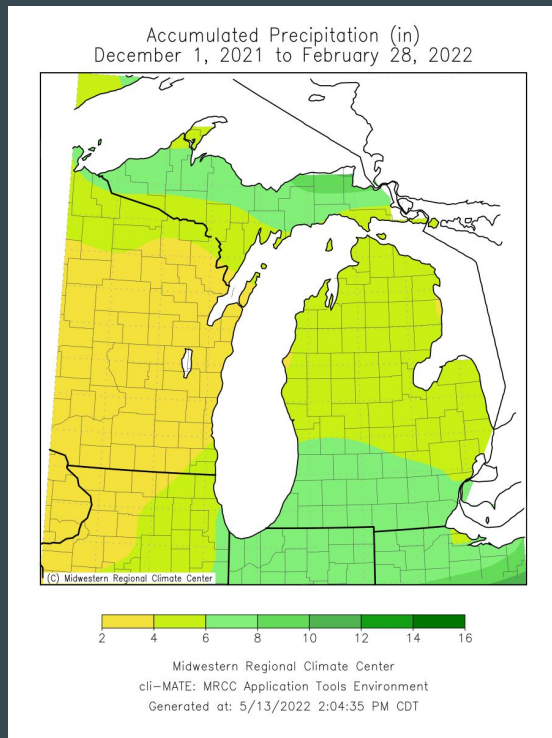 Accumulated Precipitation (in)
December 1, 2021 to February 28, 2022
(C) Midwestern Regional Climate Center
2 4 6 8 10 12 14 16
Midwestern Regional Climate Center
cli-MATE: MRCC Application Tools Environment
Generated at: 5/13/2022 2:04:35 PM CDT